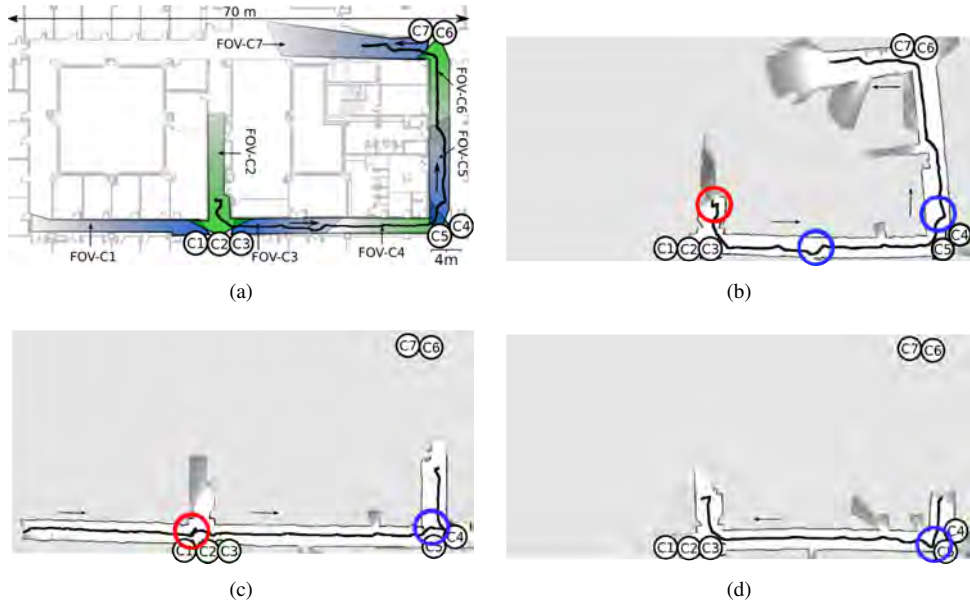 70 m
C7 C6
FOV-C7
FOV-C6
FOV-C2
FOV-C5
C1 C2 C3
C5 C4
FOV-C1
FOV-C3
FOV-C4
4m
(a)
C7 C6
C1 C2 C3
C4
C5
(b)
C7 C6
C1 C2 C3
C4
(c)
C7 C6
C1 C2 C3
C4
(d)